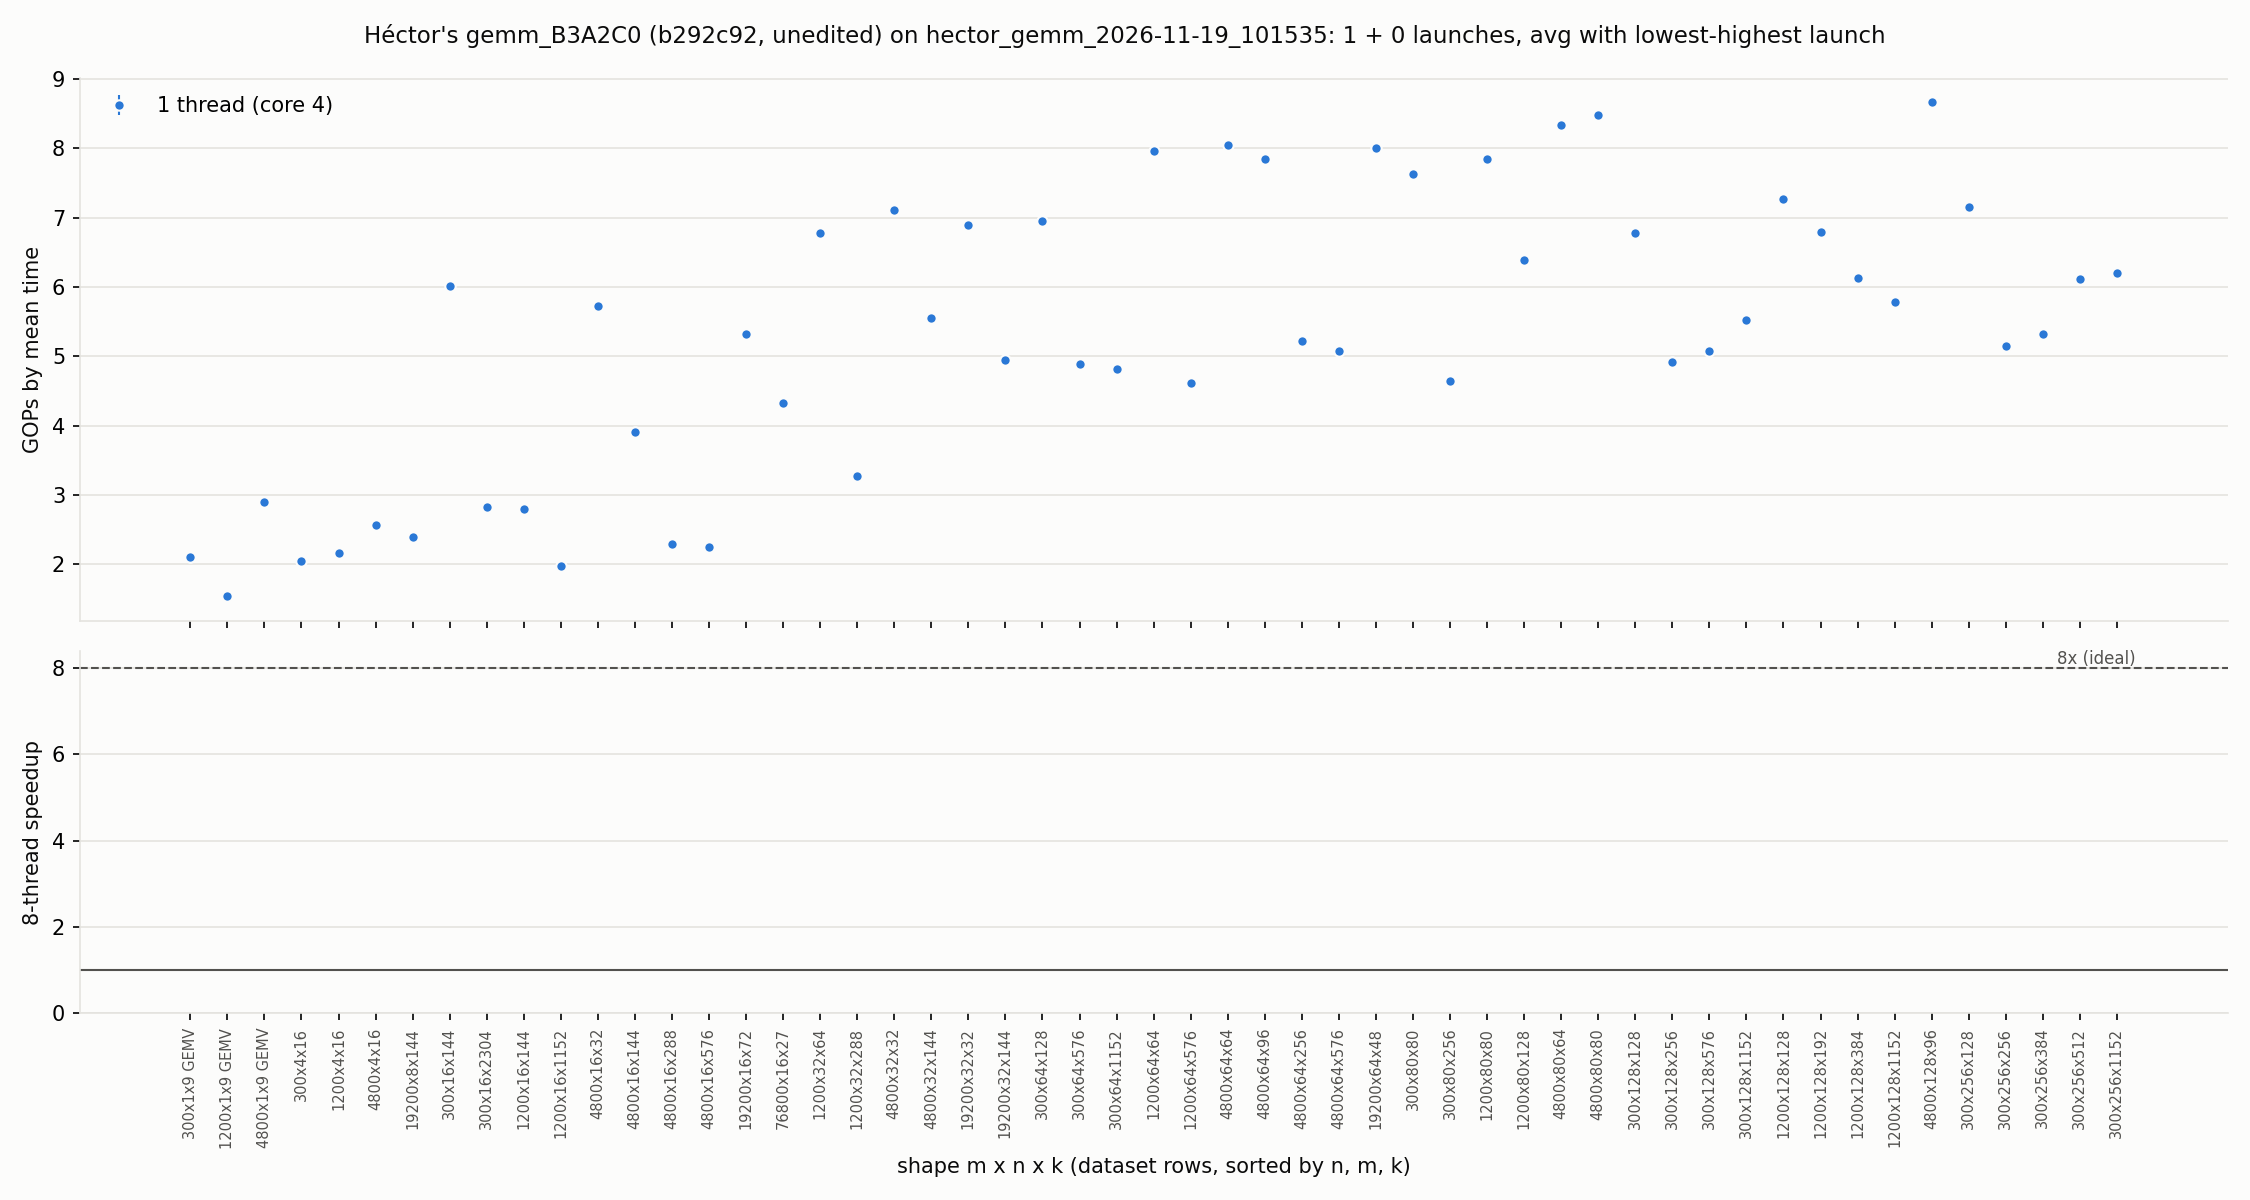 Héctor's gemm_B3A2C0 (b292c92, unedited) on hector_gemm_2026-11-19_101535: 1 + 0 launches, avg with lowest-highest launch
GOPs by mean time
9
8
7
6
5
4
3
2
1 thread (core 4)
8-thread speedup
8
6
4
2
0
8x (ideal)
300x1x9 GEMV
1200x1x9 GEMV
4800x1x9 GEMV
300x4x16
1200x4x16
4800x4x16
19200x8x144
300x16x144
300x16x2304
1200x16x144
1200x16x1152
4800x16x32
4800x16x144
4800x16x288
4800x16x576
19200x16x72
76800x16x27
1200x32x64
1200x32x288
4800x32x32
4800x32x144
19200x32x32
19200x32x144
300x64x128
300x64x576
300x64x1152
1200x64x64
1200x64x576
4800x64x64
4800x64x96
4800x64x256
4800x64x576
19200x64x48
300x80x80
300x80x256
1200x80x80
1200x80x128
4800x80x64
4800x80x80
300x128x128
300x128x256
300x128x576
300x128x1152
1200x128x128
1200x128x192
1200x128x384
1200x128x1152
4800x128x96
300x256x128
300x256x256
300x256x384
300x256x512
300x256x1152
shape m x n x k (dataset rows, sorted by n, m, k)